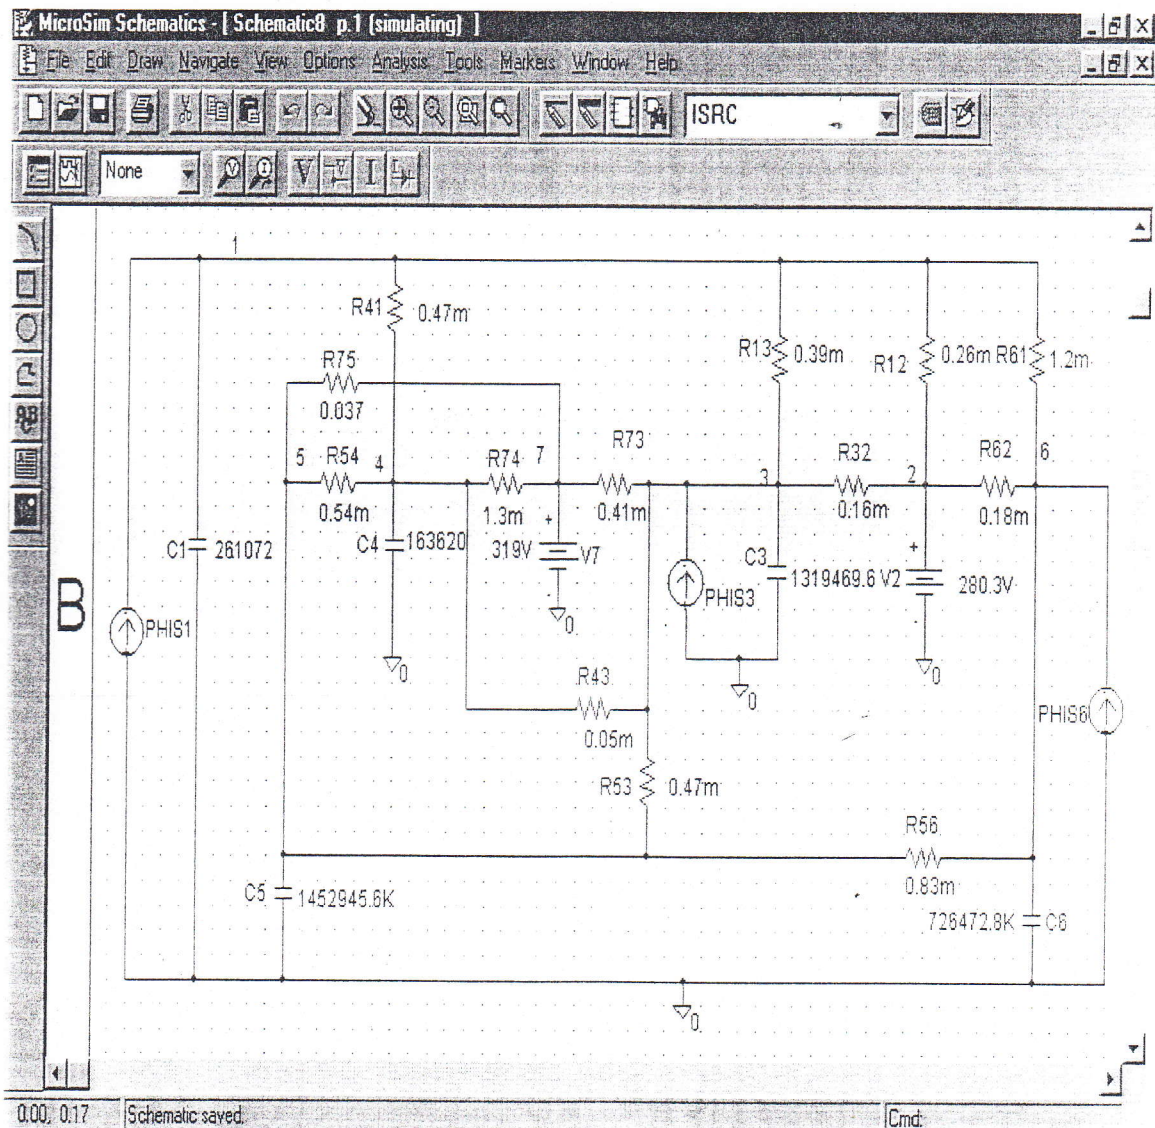 MicroSim Schematics - [ Schematic8 p.1 (simulating) ]
File Edit Draw Navigate View Options Analysis Tools Markers Window Help
ISRC
None
1
R41
0.47m
R75
0.037
R13
0.39m
R12
0.26m
R61
1.2m
5
R54
4
R74
7
R73
3
R32
2
R62
6
0.54m
1.3m
0.41m
0.16m
0.18m
C1
261072
C4
163620
319V
+
V7
C3
1319469.6
+
V2
280.3V
B
PHIS1
PHIS3
0
0
0
0
R43
0.05m
PHIS6
R53
0.47m
R56
0.83m
C5
1452945.6K
726472.8K
C6
0
0.00, 0.17
Schematic saved.
Cmd: